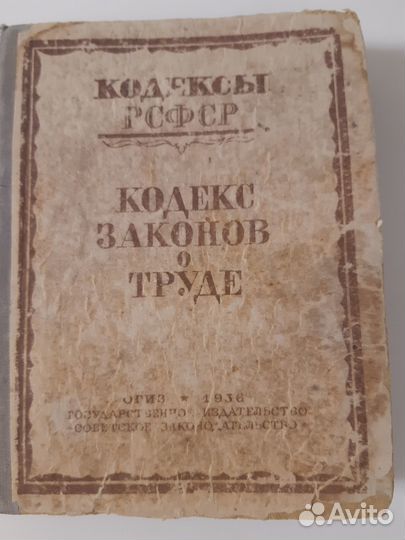 КОДЕКСЫ
РСФСР
КОДЕКС
ЗАКОНОВ
О
ТРУДЕ
ОГИЗ ★ 1936
ГОСУДАРСТВЕННОЕ ИЗДАТЕЛЬСТВО
«СОВЕТСКОЕ ЗАКОНОДАТЕЛЬСТВО»
Avito